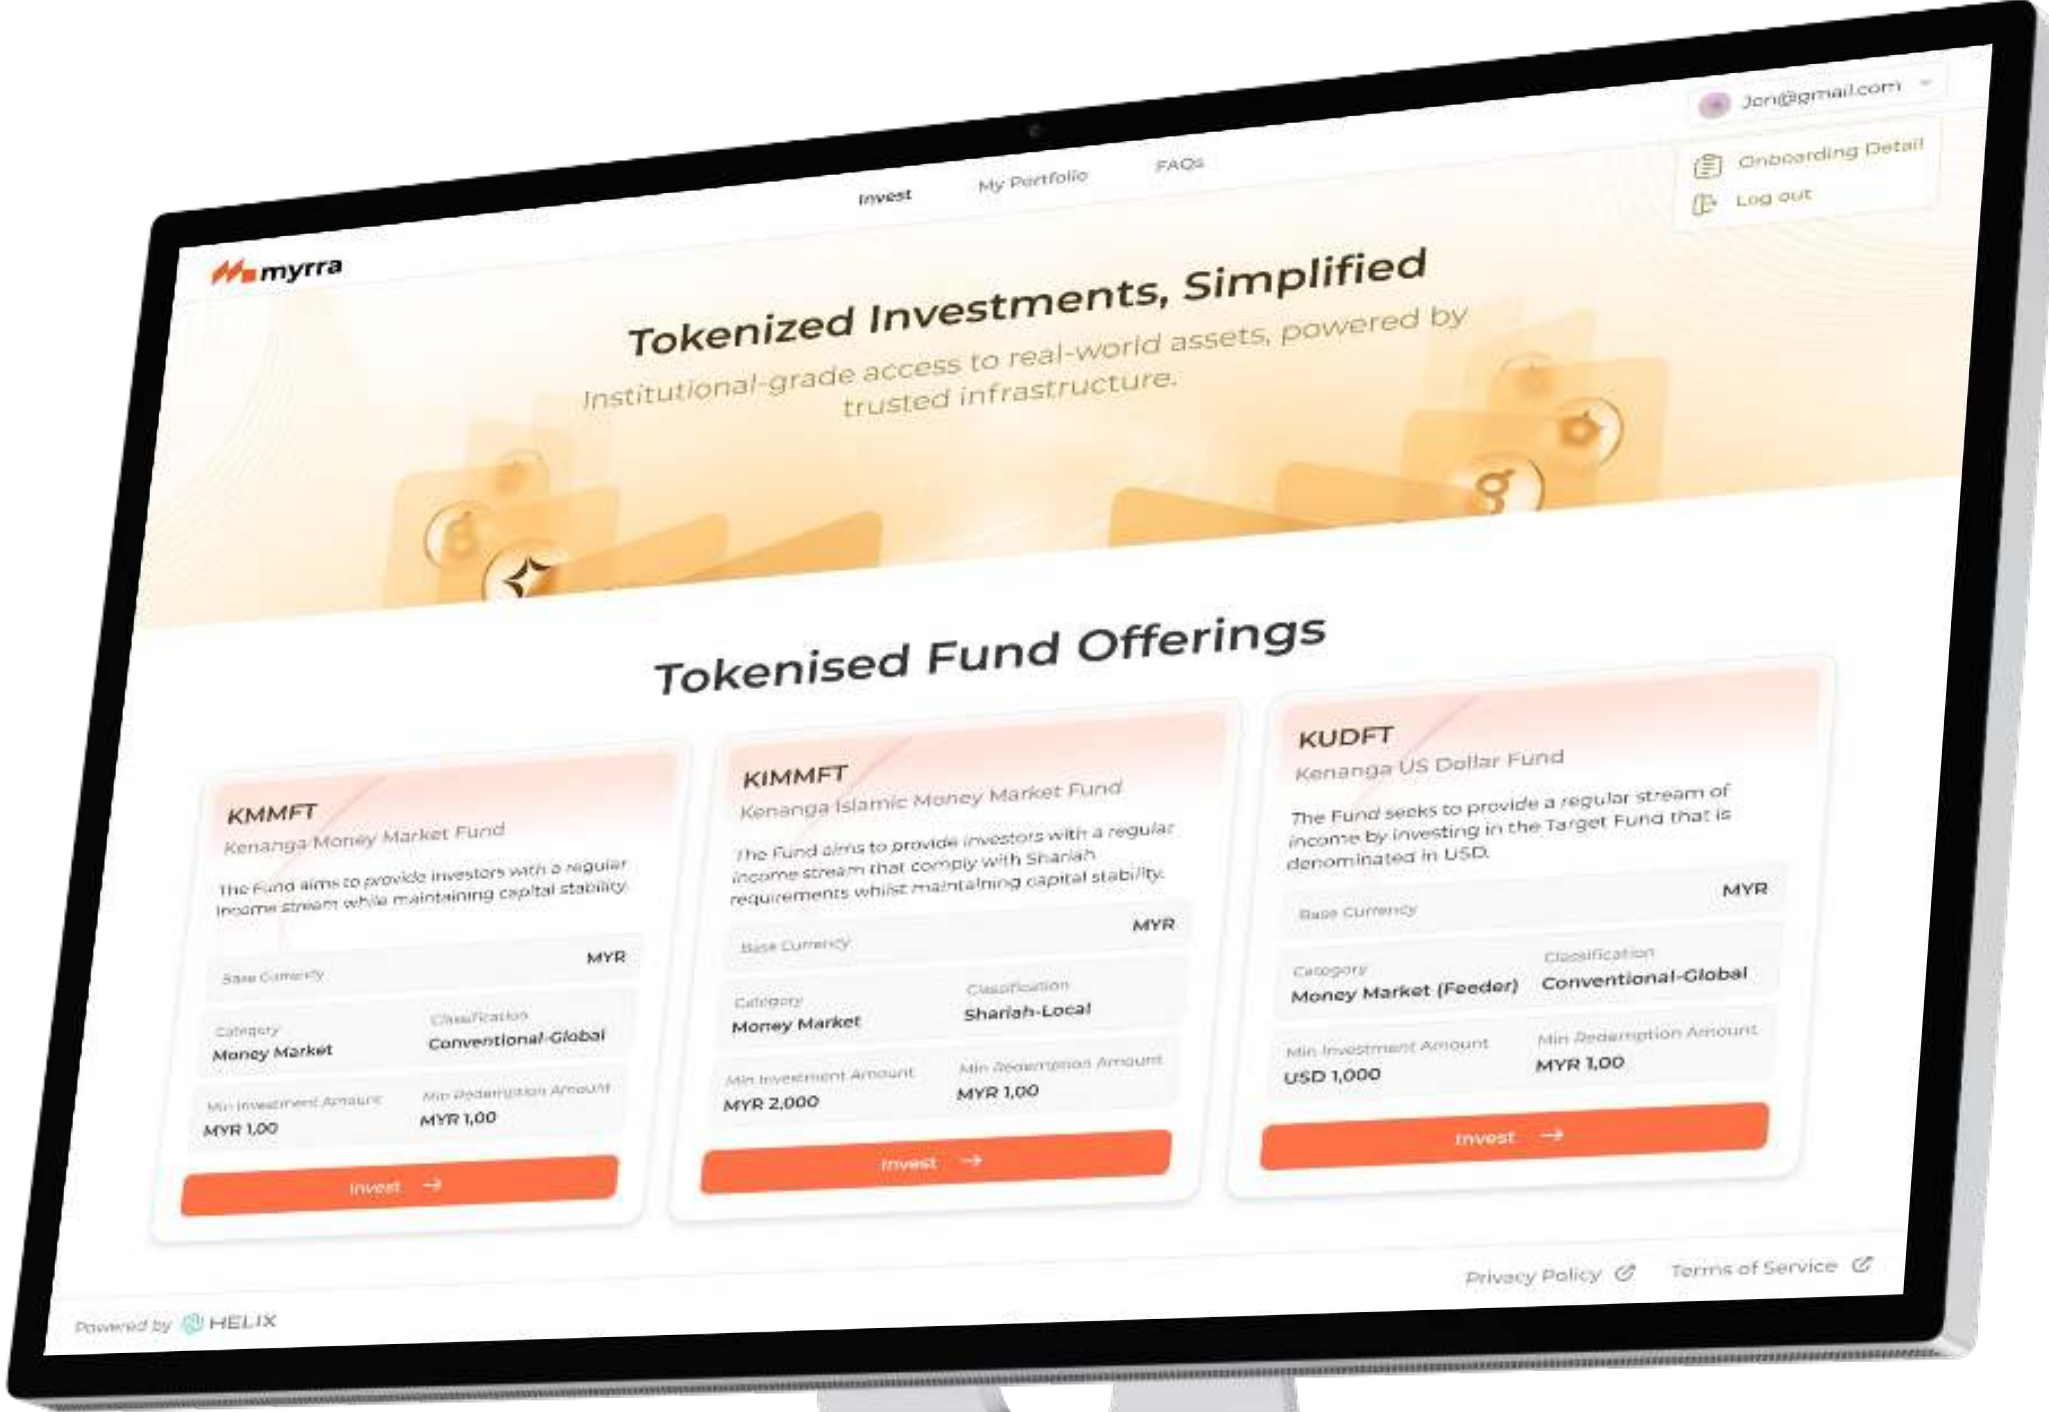 Jon@gmail.com
Invest
My Portfolio
FAQs
Onboarding Detail
Log out
myrra
Tokenized Investments, Simplified
Institutional-grade access to real-world assets, powered by
trusted infrastructure.
g
g
Tokenised Fund Offerings
KMMFT
Kenanga Money Market Fund
The Fund aims to provide investors with a regular
income stream while maintaining capital stability.
Base Currency
MYR
Category
Classification
Money Market
Conventional-Global
Min Investment Amount
Min Redemption Amount
MYR 1,00
MYR 1,00
Invest →
KIMMFT
Kenanga Islamic Money Market Fund
The Fund aims to provide investors with a regular
income stream that comply with Shariah
requirements whilst maintaining capital stability.
Base Currency
MYR
Category
Classification
Money Market
Shariah-Local
Min Investment Amount
Min Redemption Amount
MYR 2,000
MYR 1,00
Invest →
KUDFT
Kenanga US Dollar Fund
The Fund seeks to provide a regular stream of
income by investing in the Target Fund that is
denominated in USD.
Base Currency
MYR
Category
Classification
Money Market (Feeder)
Conventional-Global
Min Investment Amount
Min Redemption Amount
USD 1,000
MYR 1,00
Invest →
Privacy Policy
Terms of Service
Powered by HELIX